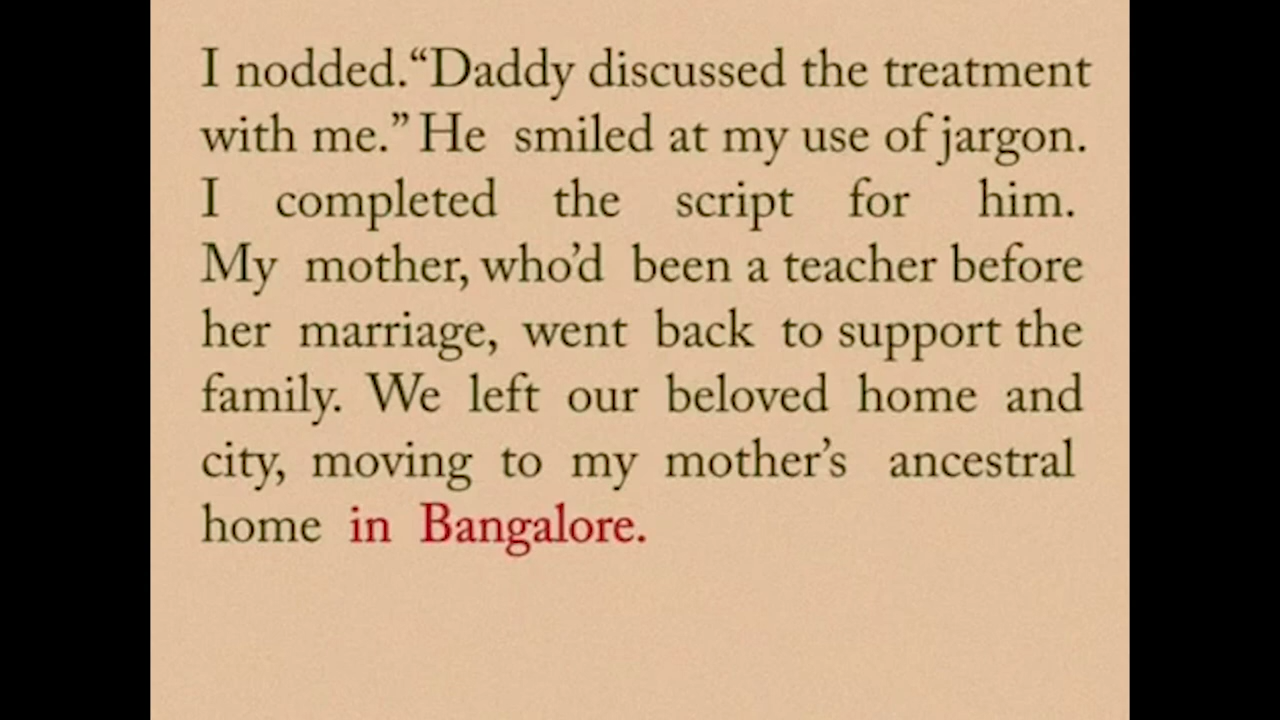 I nodded.“Daddy discussed the treatment
with me.” He smiled at my use of jargon.
I completed the script for him.
My mother, who’d been a teacher before
her marriage, went back to support the
family. We left our beloved home and
city, moving to my mother’s ancestral
home in Bangalore.